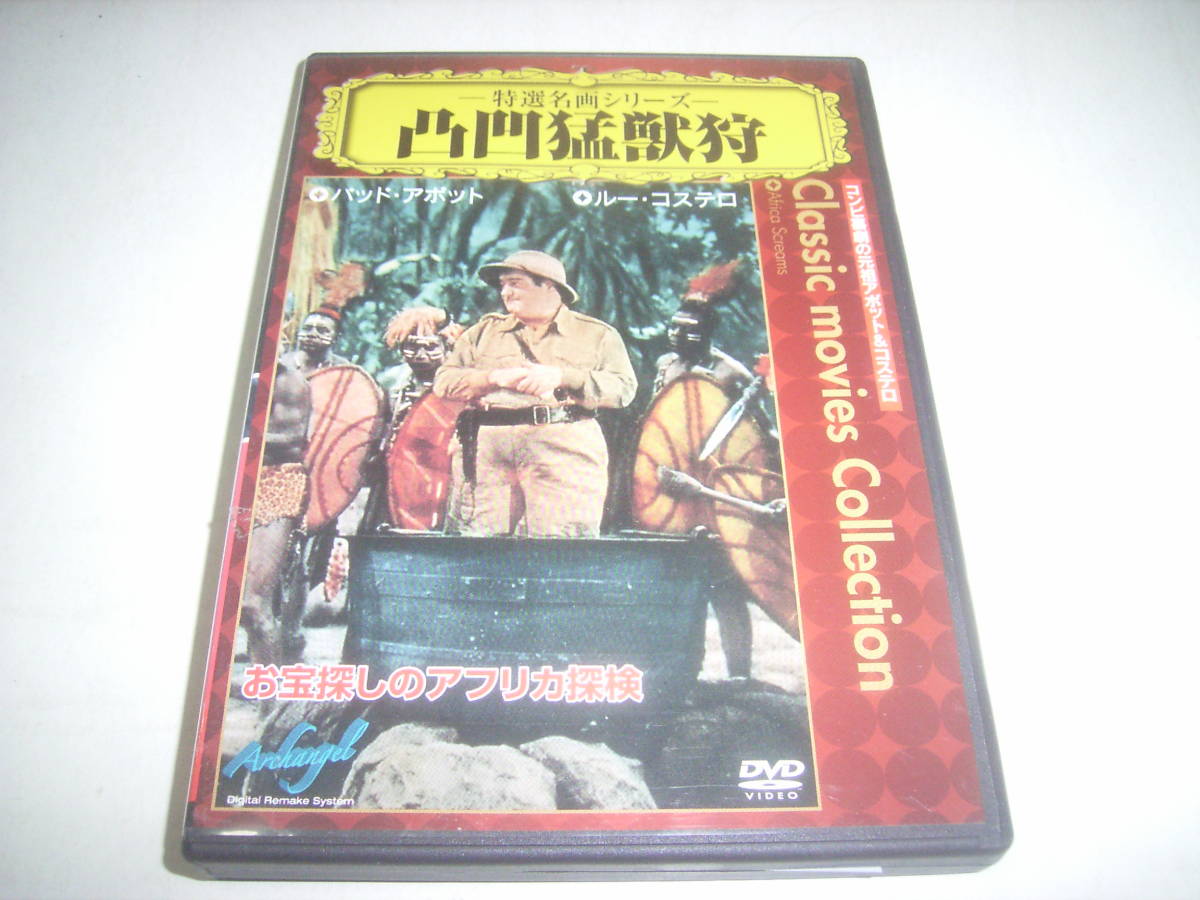 ―特選名画シリーズ―
凸凹猛獣狩
バッド・アボット
ルー・コステロ
コンビ喜劇の元祖アボット&コステロ
Classic movies Collection
Africa Screams
お宝探しのアフリカ探検
Archangel
Digital Remake System
DVD
VIDEO